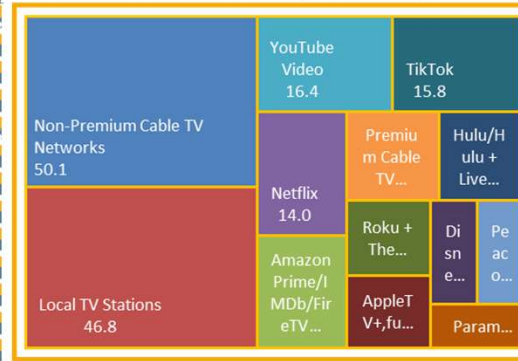 YouTube
Video
16.4
TikTok
15.8
Non-Premium Cable TV
Networks
50.1
Netflix
14.0
Premiu
m Cable
TV...
Hulu/H
ulu +
Live...
Roku +
The...
Di
sn
e...
Pe
ac
o...
Local TV Stations
46.8
Amazon
Prime/I
MDb/Fir
eTV...
AppleT
V+,fu...
Param...